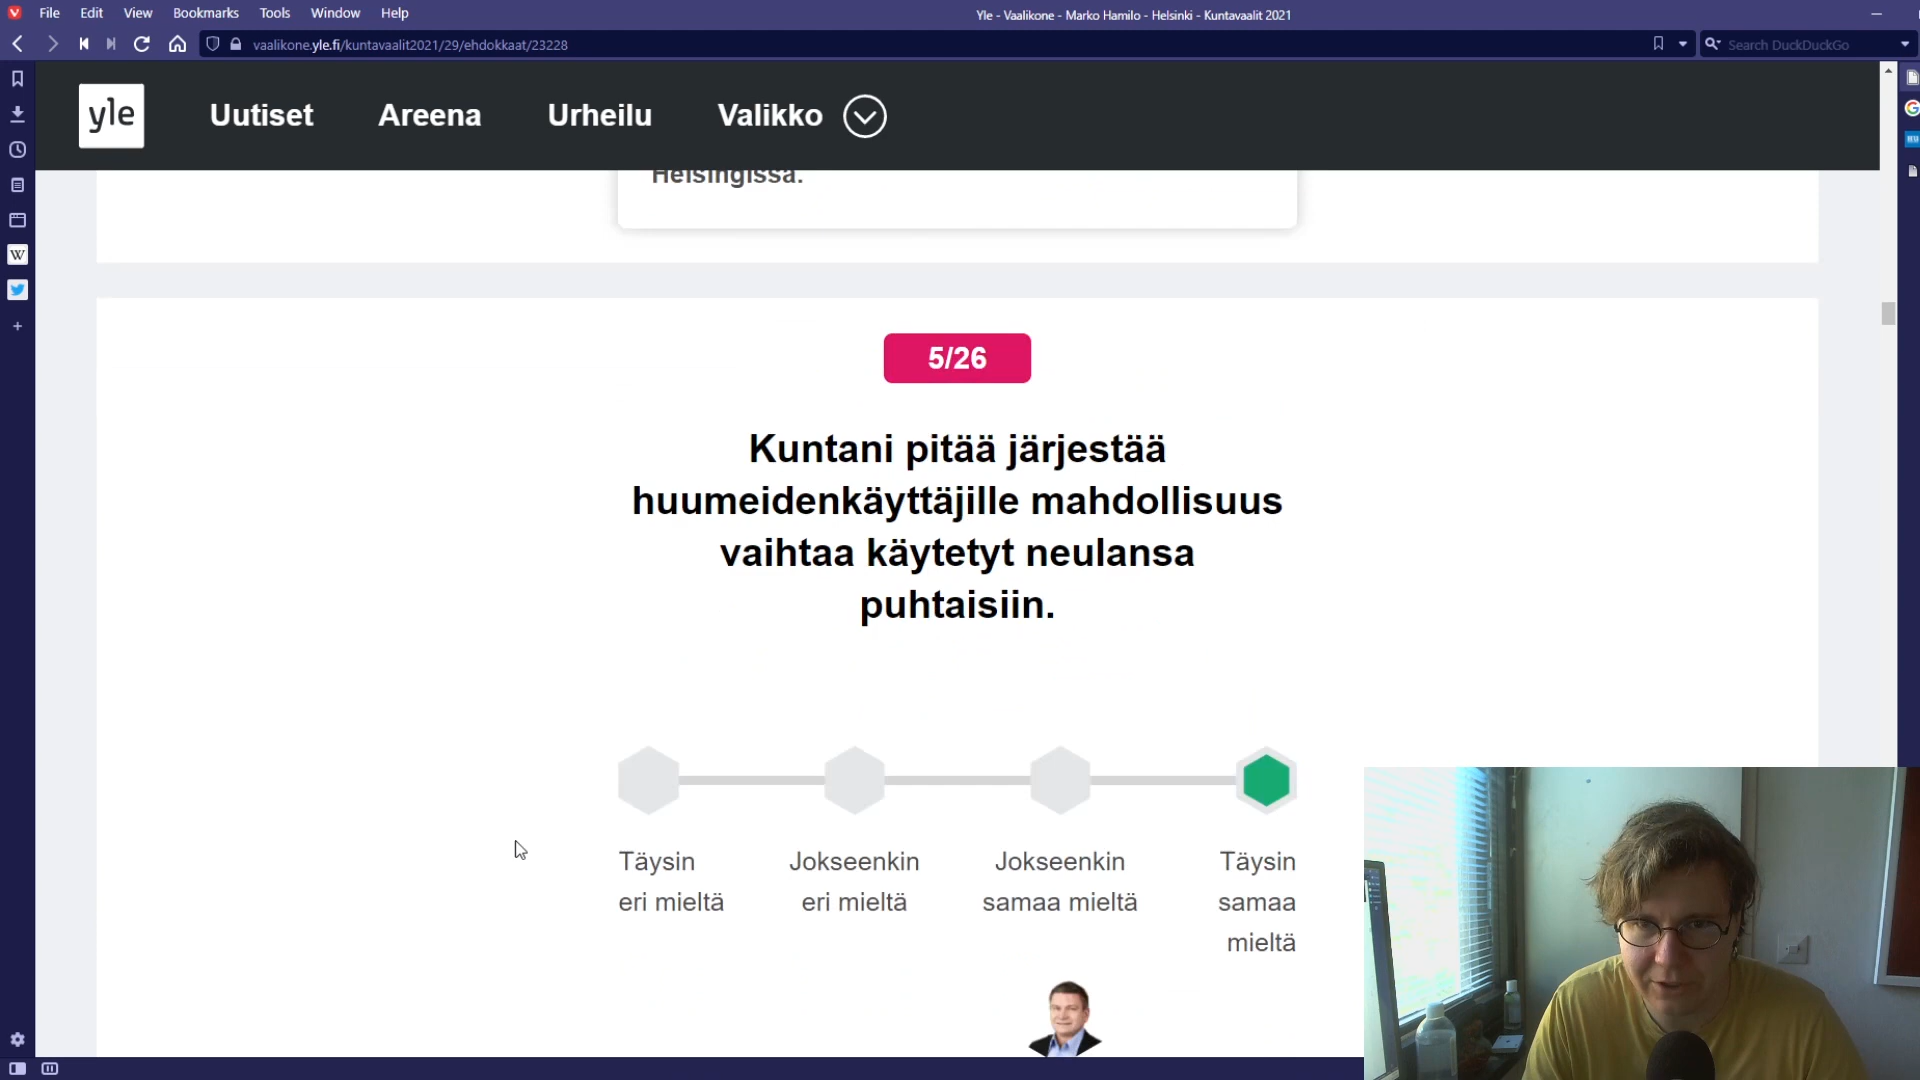 File Edit View Bookmarks Tools Window Help
Yle - Vaalikone - Marko Hamilo - Helsinki - Kuntavaalit 2021
vaalikone.yle.fi/kuntavaalit2021/29/ehdokkaat/23228
Search DuckDuckGo
yle Uutiset Areena Urheilu Valikko
Helsingissä.
5/26
Kuntani pitää järjestää
huumeidenkäyttäjille mahdollisuus
vaihtaa käytetyt neulansa
puhtaisiin.
Täysin
eri mieltä
Jokseenkin
eri mieltä
Jokseenkin
samaa mieltä
Täysin
samaa
mieltä
W